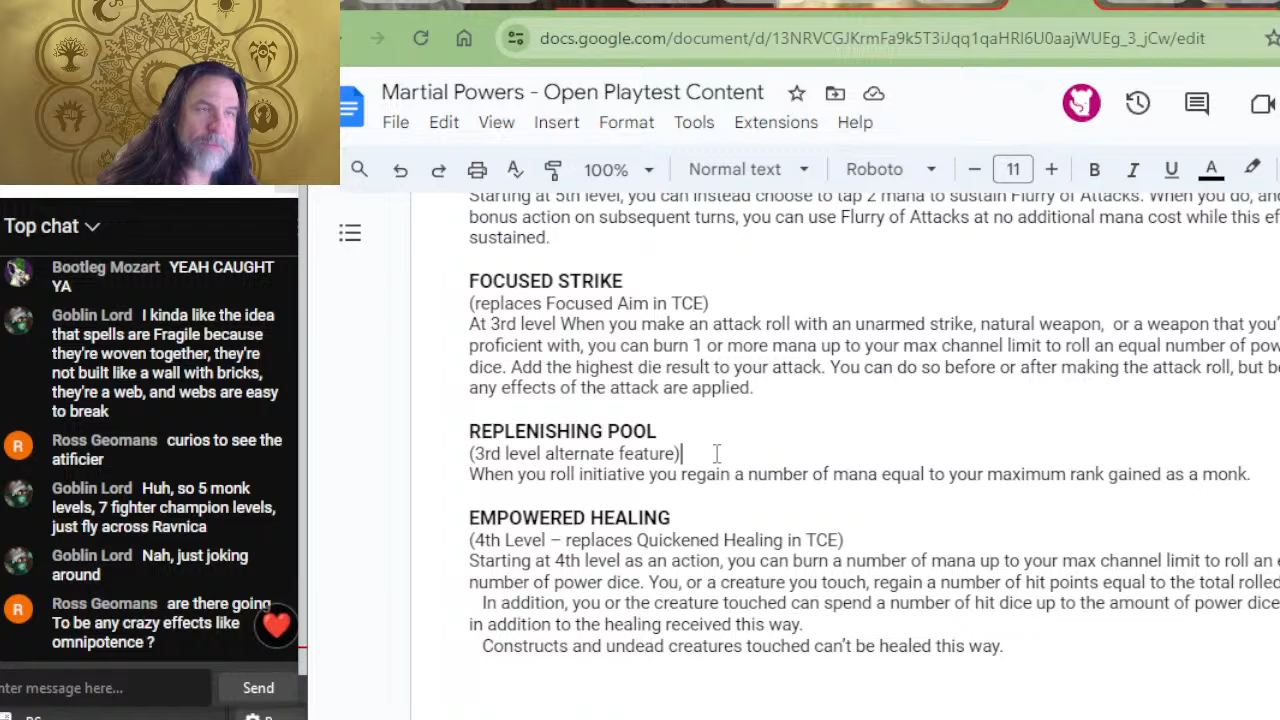 docs.google.com/document/d/13NRVCGJKrmFa9k5T3iJqq1qaHRl6U0aajWUEg_3_jCw/edit
Martial Powers - Open Playtest Content
File Edit View Insert Format Tools Extensions Help
100% Normal text Roboto 11
Top chat
Bootleg Mozart YEAH CAUGHT
YA
Goblin Lord I kinda like the idea
that spells are Fragile because
they're woven together, they're
not built like a wall with bricks,
they're a web, and webs are easy
to break
Ross Geomans curios to see the
atificier
Goblin Lord Huh, so 5 monk
levels, 7 fighter champion levels,
just fly across Ravnica
Goblin Lord Nah, just joking
around
Ross Geomans are there going
To be any crazy effects like
omnipotence ?
nter message here...
Send
Starting at 5th level, you can instead choose to tap 2 mana to sustain Flurry of Attacks. When you do, and
bonus action on subsequent turns, you can use Flurry of Attacks at no additional mana cost while this ef
sustained.
FOCUSED STRIKE
(replaces Focused Aim in TCE)
At 3rd level When you make an attack roll with an unarmed strike, natural weapon, or a weapon that you'
proficient with, you can burn 1 or more mana up to your max channel limit to roll an equal number of pow
dice. Add the highest die result to your attack. You can do so before or after making the attack roll, but be
any effects of the attack are applied.
REPLENISHING POOL
(3rd level alternate feature)
When you roll initiative you regain a number of mana equal to your maximum rank gained as a monk.
EMPOWERED HEALING
(4th Level – replaces Quickened Healing in TCE)
Starting at 4th level as an action, you can burn a number of mana up to your max channel limit to roll an e
number of power dice. You, or a creature you touch, regain a number of hit points equal to the total rolled
In addition, you or the creature touched can spend a number of hit dice up to the amount of power dice
in addition to the healing received this way.
Constructs and undead creatures touched can't be healed this way.